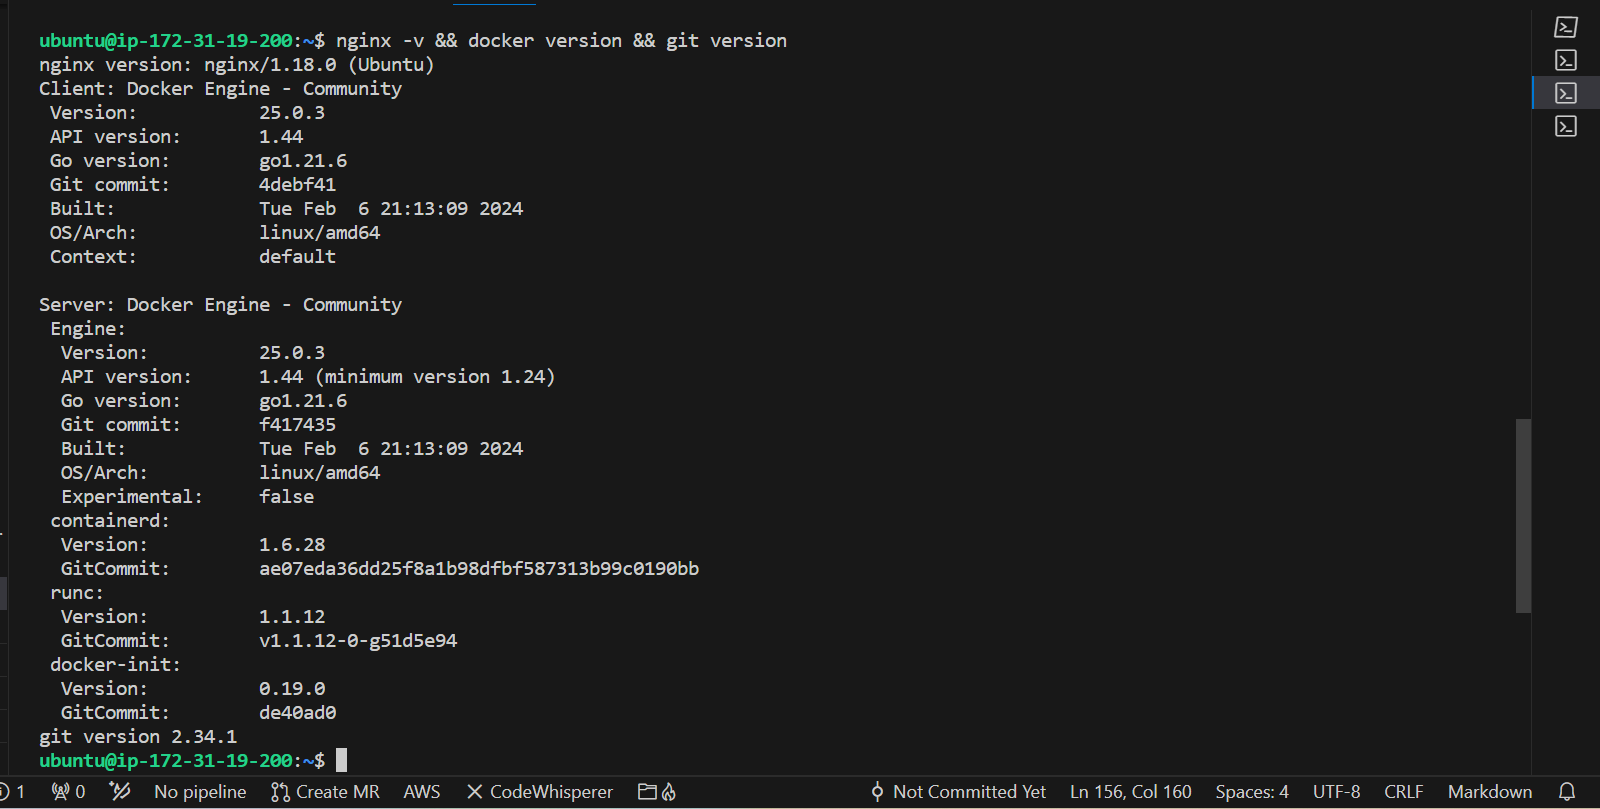 ubuntu@ip-172-31-19-200:~$ nginx -v && docker version && git version
nginx version: nginx/1.18.0 (Ubuntu)
Client: Docker Engine - Community
 Version:           25.0.3
 API version:       1.44
 Go version:        go1.21.6
 Git commit:        4debf41
 Built:             Tue Feb  6 21:13:09 2024
 OS/Arch:           linux/amd64
 Context:           default

Server: Docker Engine - Community
 Engine:
  Version:          25.0.3
  API version:      1.44 (minimum version 1.24)
  Go version:       go1.21.6
  Git commit:       f417435
  Built:            Tue Feb  6 21:13:09 2024
  OS/Arch:          linux/amd64
  Experimental:     false
 containerd:
  Version:          1.6.28
  GitCommit:        ae07eda36dd25f8a1b98dfbf587313b99c0190bb
 runc:
  Version:          1.1.12
  GitCommit:        v1.1.12-0-g51d5e94
 docker-init:
  Version:          0.19.0
  GitCommit:        de40ad0
git version 2.34.1
ubuntu@ip-172-31-19-200:~$
1 0 No pipeline Create MR AWS CodeWhisperer Not Committed Yet Ln 156, Col 160 Spaces: 4 UTF-8 CRLF Markdown